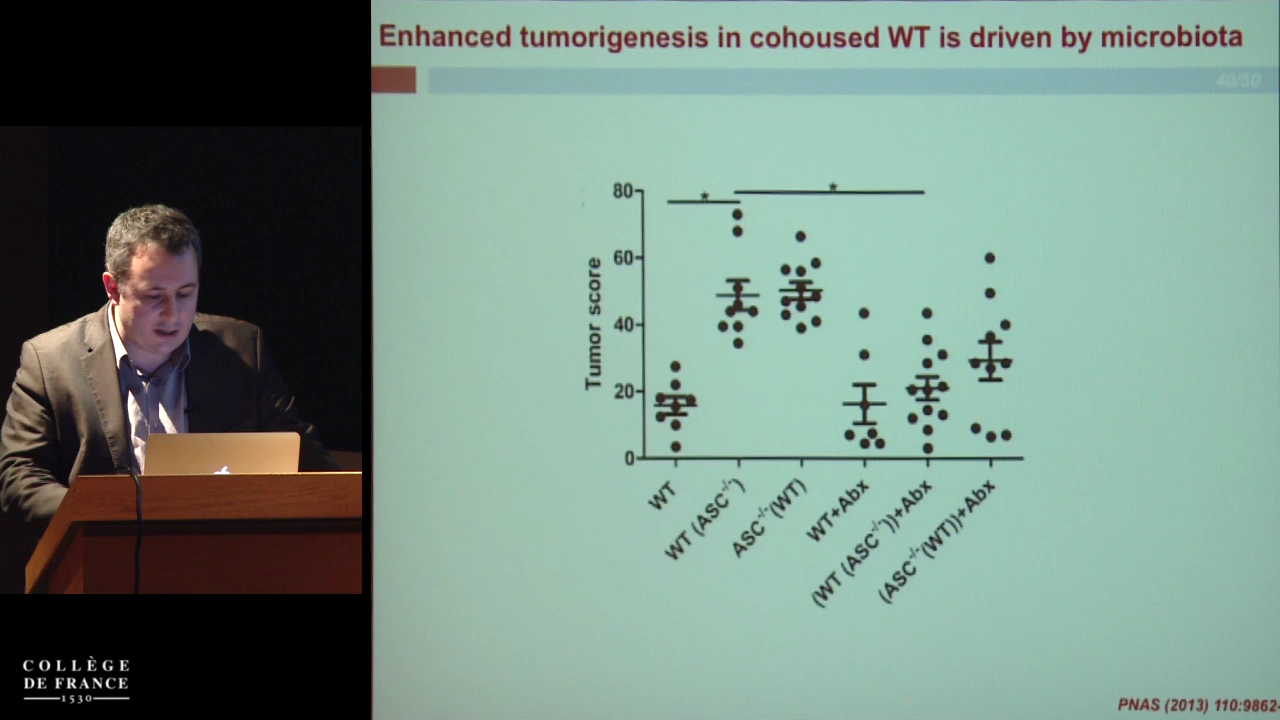 Enhanced tumorigenesis in cohoused WT is driven by microbiota
40/50
80
60
40
20
0
Tumor score
*
*
WT
WT (ASC-/-)
ASC-/-(WT)
WT+Abx
(WT (ASC-/-))+Abx
(ASC-/-(WT))+Abx
COLLÈGE
DE FRANCE
1530
PNAS (2013) 110:9862-